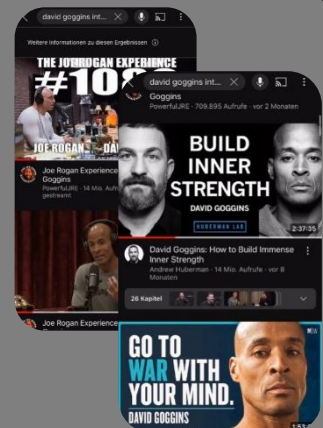 david goggins int...
Weitere Informationen zu diesen Ergebnissen
THE JOE ROGAN EXPERIENCE
JOE ROGAN
Joe Rogan Experience
Goggins
PowerfulJRE · 14 Mio.
gestreamt
Joe Rogan Experience
david goggins int...
Goggins
PowerfulJRE · 709.895 Aufrufe · vor 2 Monaten
BUILD
INNER
STRENGTH
DAVID GOGGINS
HUBERMAN LAB
2:37:35
David Goggins: How to Build Immense
Inner Strength
Andrew Huberman · 14 Mio. Aufrufe · vor 8
Monaten
26 Kapitel
GO TO
WAR WITH
YOUR MIND.
DAVID GOGGINS